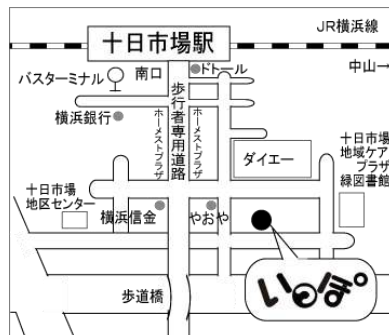 JR横浜線
十日市場駅
中山→
バスターミナル
南口
ドトール
歩行者専用道路
ホーメストプラザ
ホーメストプラザ
横浜銀行
ダイエー
十日市場
地域ケア
プラザ
緑図書館
十日市場
地区センター
横浜信金
やおや
いっぽ。
歩道橋